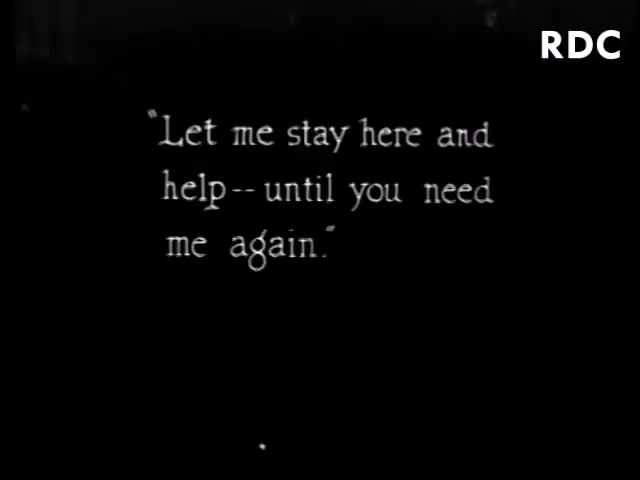 RDC
"Let me stay here and
help--until you need
me again."